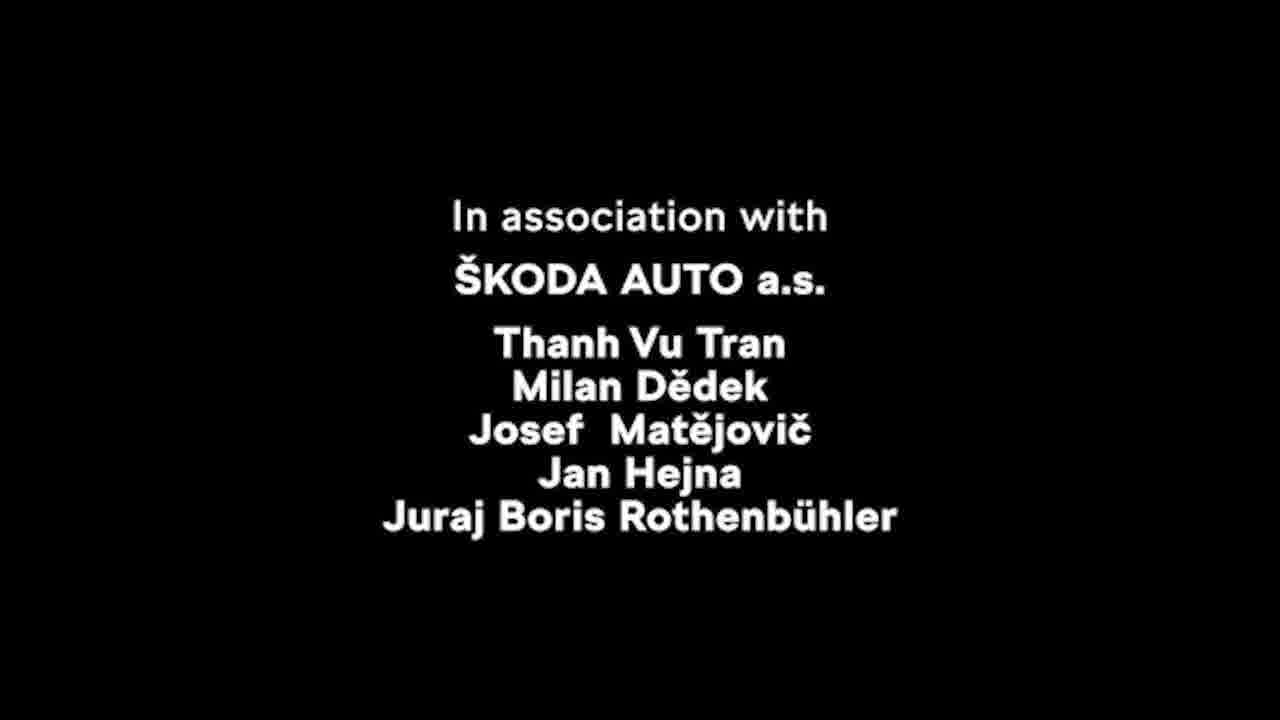 In association with
ŠKODA AUTO a.s.
Thanh Vu Tran
Milan Dědek
Josef Matějovič
Jan Hejna
Juraj Boris Rothenbühler